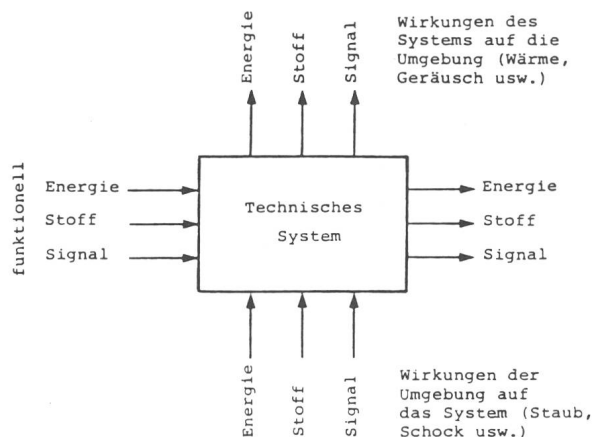 Energie
Stoff
Signal
Wirkungen des
Systems auf die
Umgebung (Wärme,
Geräusch usw.)
funktionell
Energie
Stoff
Signal
Technisches
System
Energie
Stoff
Signal
Energie
Stoff
Signal
Wirkungen der
Umgebung auf
das System (Staub,
Schock usw.)